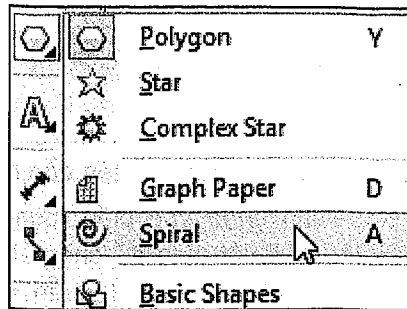 Polygon Y
Star
Complex Star
Graph Paper D
Spiral A
Basic Shapes